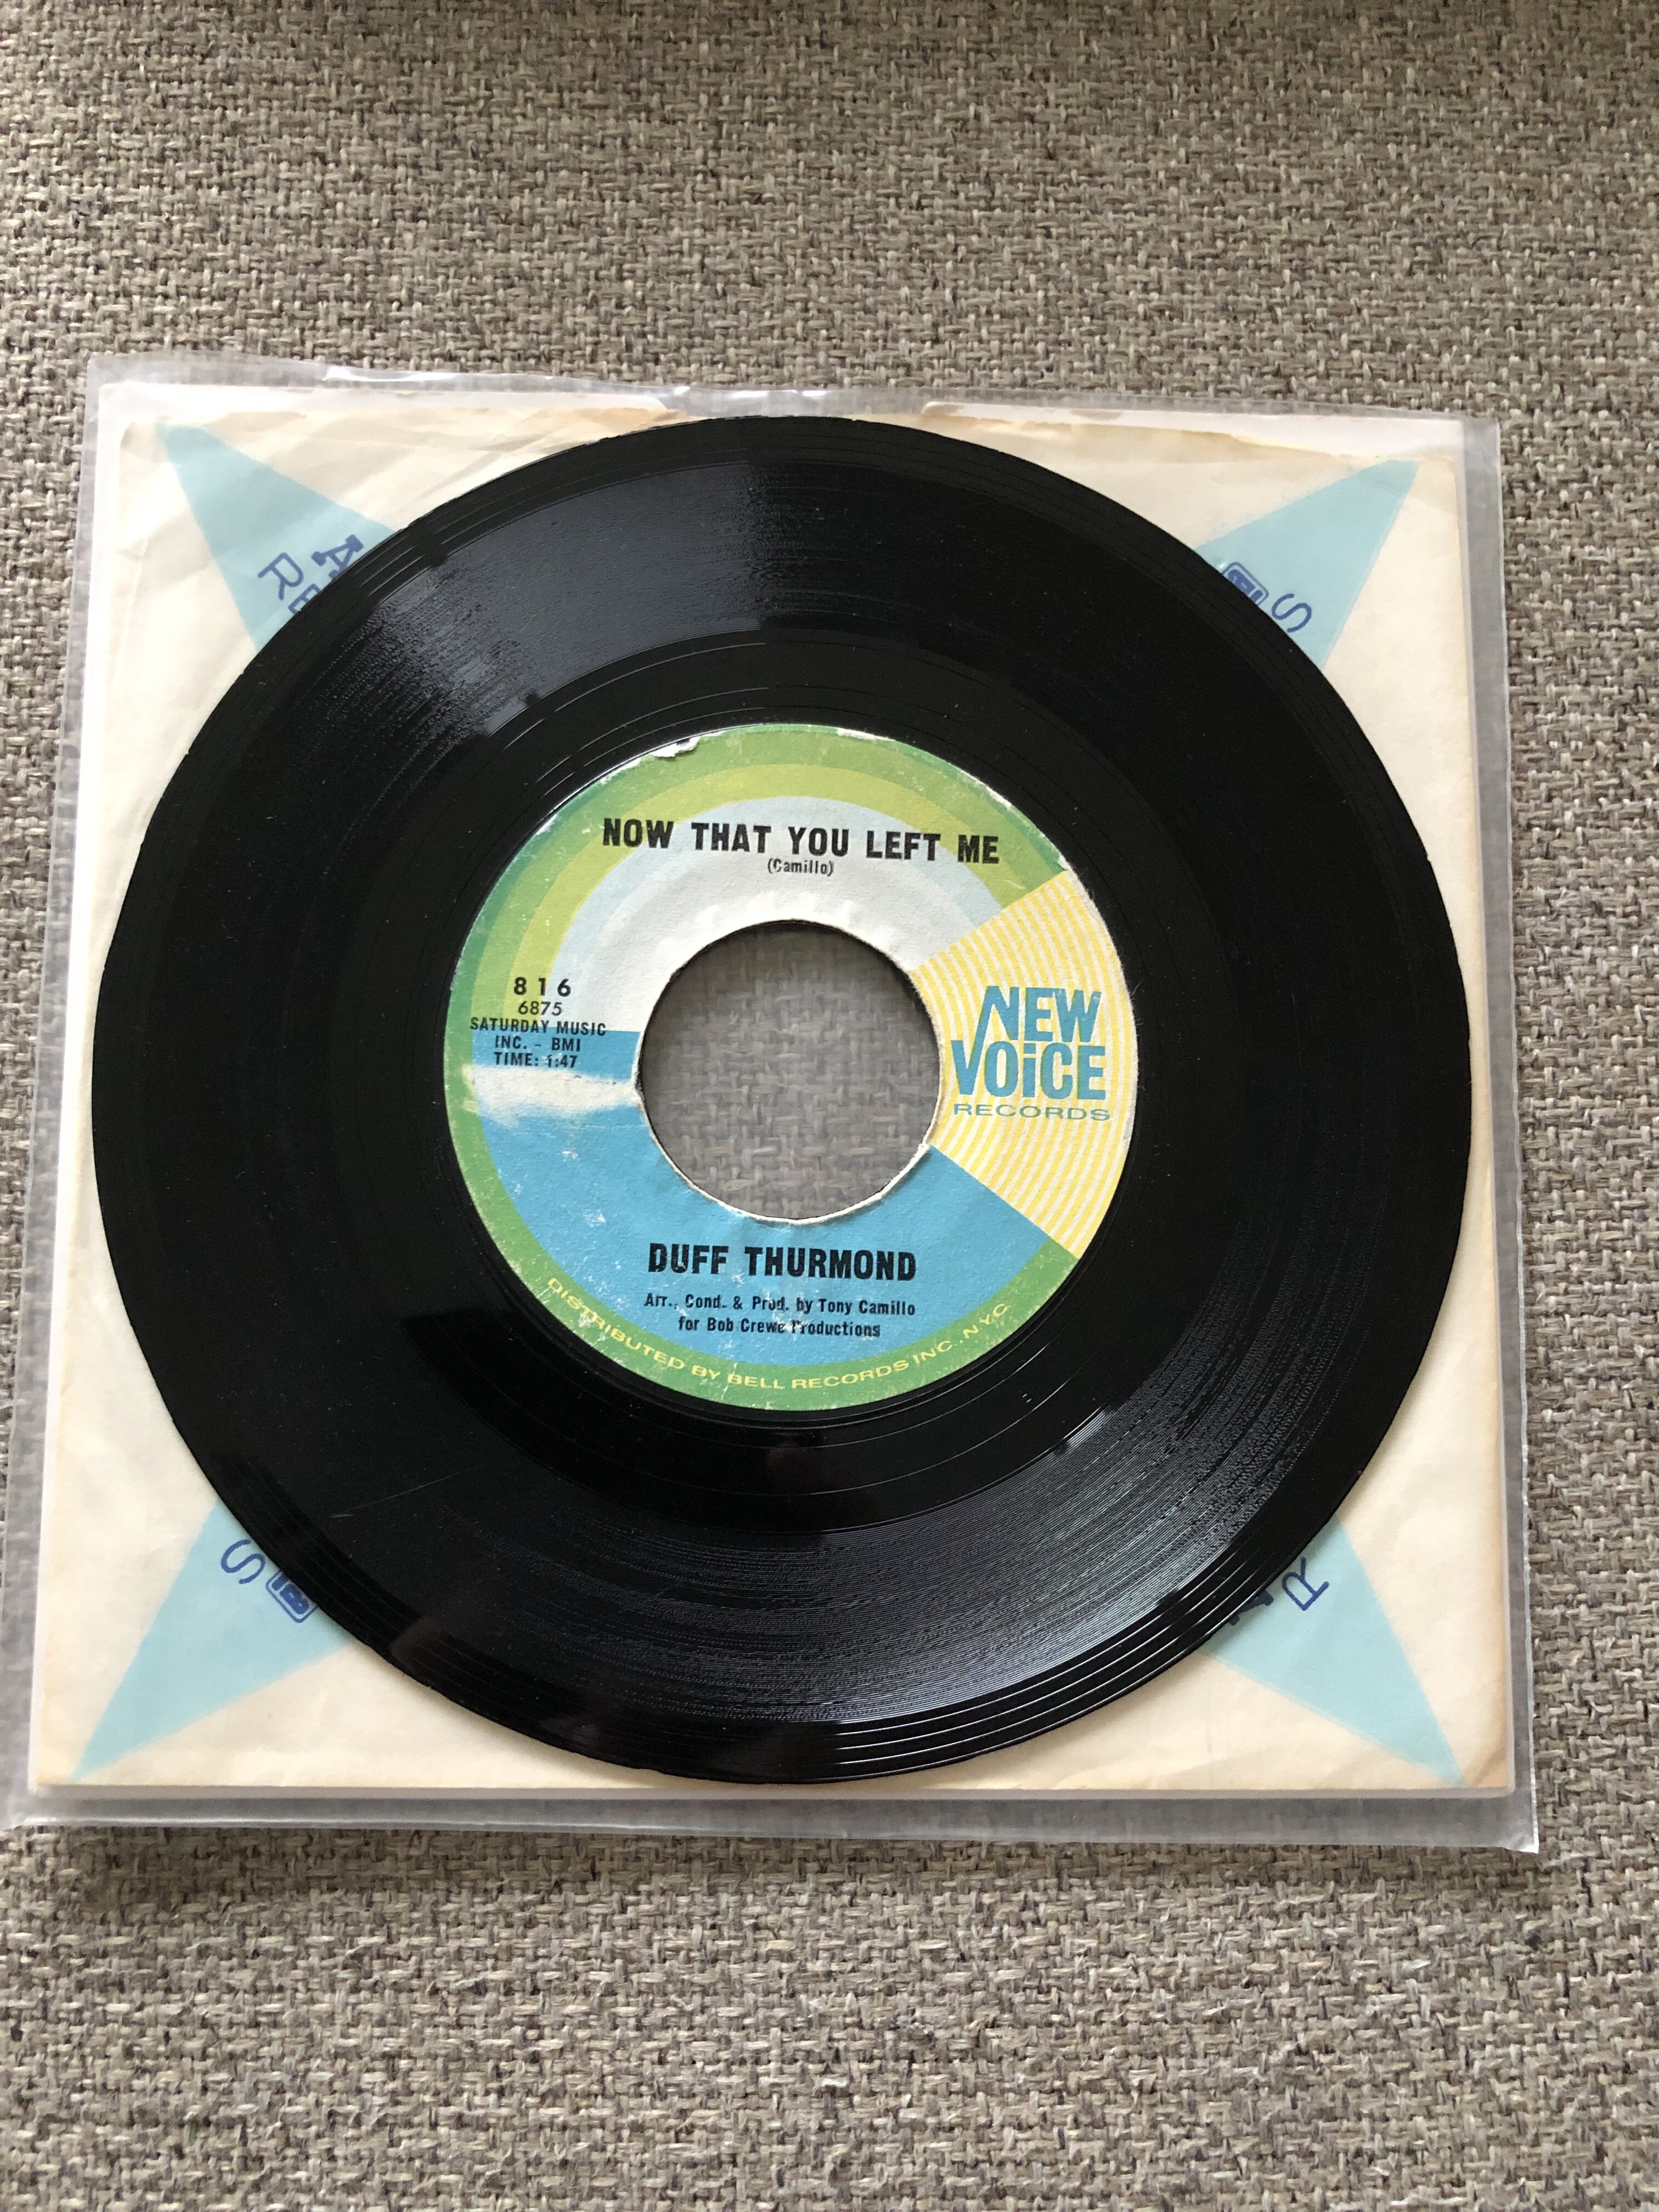 NOW THAT YOU LEFT ME
(Camillo)
816
6875
SATURDAY MUSIC
INC. - BMI
TIME: 1:47
NEW
VOiCE
RECORDS
DUFF THURMOND
Arr., Cond. & Prod. by Tony Camillo
for Bob Crewe Productions
DISTRIBUTED BY BELL RECORDS INC. N.Y.C